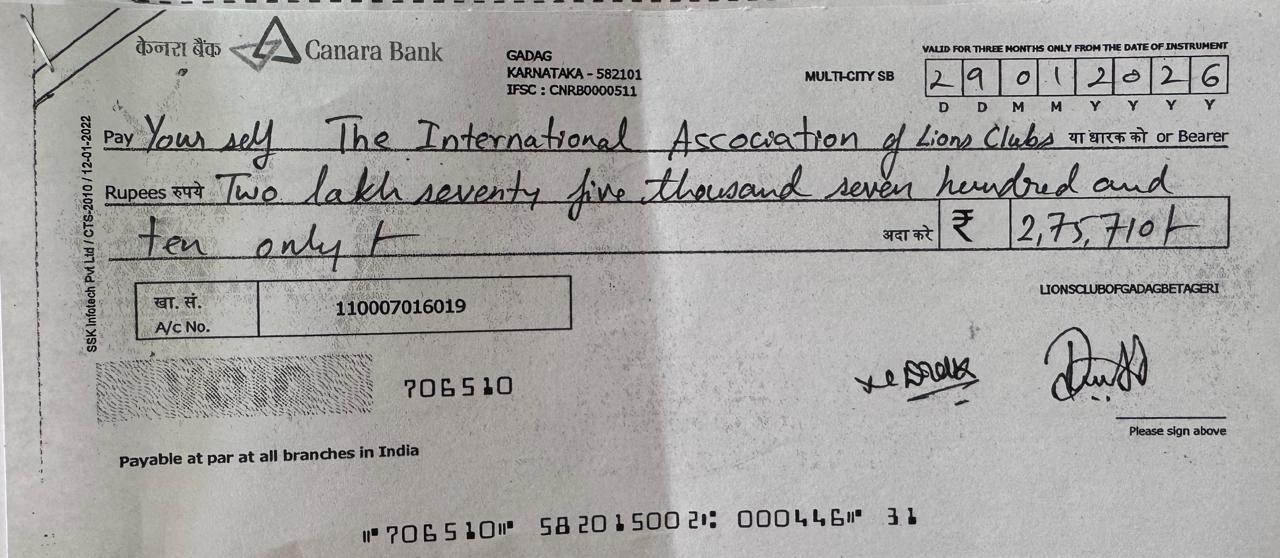 केनरा बैंक Canara Bank
GADAG
KARNATAKA - 582101
IFSC : CNRB0000511
MULTI-CITY SB
VALID FOR THREE MONTHS ONLY FROM THE DATE OF INSTRUMENT
2 9 0 1 2 0 2 6
D D M M Y Y Y Y
Pay Your self The International Association of Lions Clubs या धारक को or Bearer
Rupees रुपये Two lakh seventy five thousand seven hundred and
ten only
अदा करे ₹ 2,75,710/-
खा. सं.
A/c No. 110007016019
LIONSCLUBOFGADAGBETAGERI
SSK Infotech Pvt Ltd / CTS-2010 / 12-01-2022
VOID
706510
Please sign above
Payable at par at all branches in India
⑈706510⑈ 582015002⑆ 000446⑈ 31